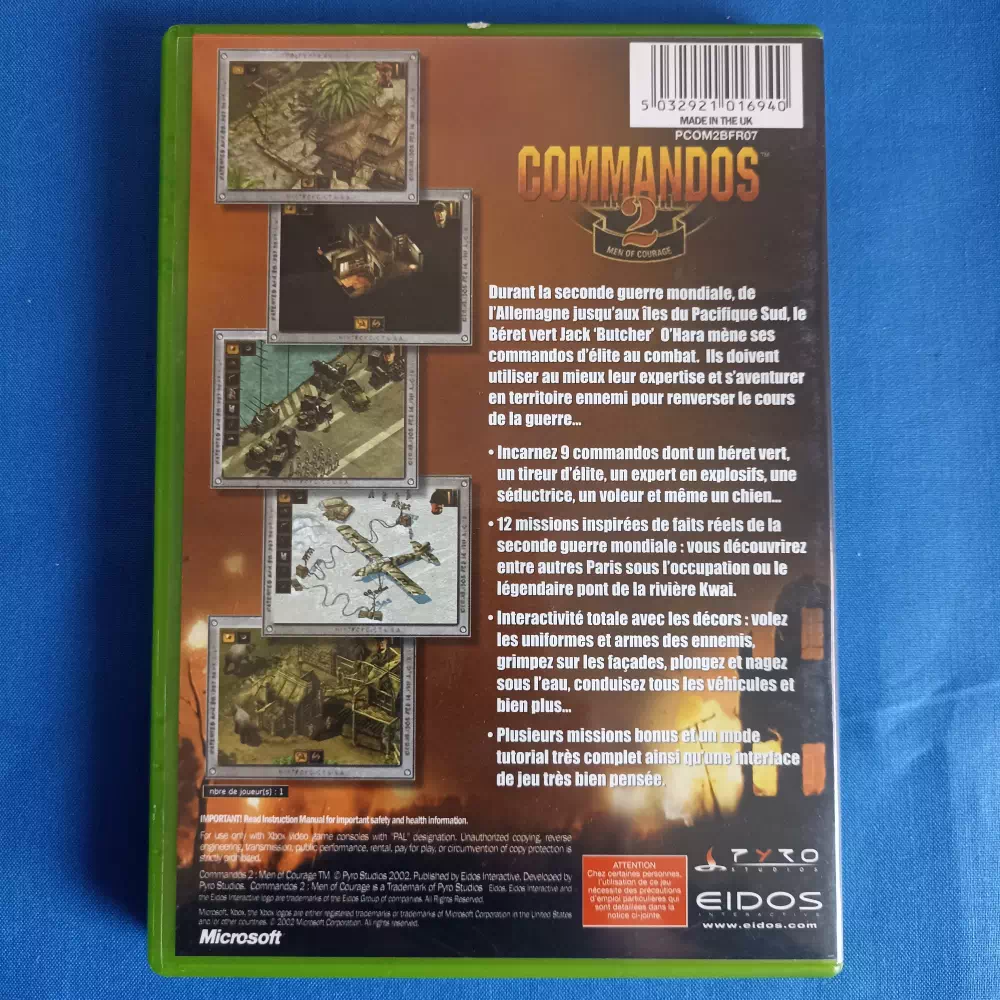 5 032921 016940
MADE IN THE UK
PCOM2BFR07
COMMANDOS™
2
MEN OF COURAGE
Durant la seconde guerre mondiale, de
l'Allemagne jusqu'aux îles du Pacifique Sud, le
Béret vert Jack 'Butcher' O'Hara mène ses
commandos d'élite au combat. Ils doivent
utiliser au mieux leur expertise et s'aventurer
en territoire ennemi pour renverser le cours
de la guerre...
• Incarnez 9 commandos dont un béret vert,
un tireur d'élite, un expert en explosifs, une
séductrice, un voleur et même un chien...
• 12 missions inspirées de faits réels de la
seconde guerre mondiale : vous découvrirez
entre autres Paris sous l'occupation ou le
légendaire pont de la rivière Kwai.
• Interactivité totale avec les décors : volez
les uniformes et armes des ennemis,
grimpez sur les façades, plongez et nagez
sous l'eau, conduisez tous les véhicules et
bien plus...
• Plusieurs missions bonus et un mode
tutorial très complet ainsi qu'une interface
de jeu très bien pensée.
nbre de joueur(s) : 1
IMPORTANT! Read Instruction Manual for important safety and health information.
For use only with Xbox video game consoles with "PAL" designation. Unauthorized copying, reverse
engineering, transmission, public performance, rental, pay for play, or circumvention of copy protection is
strictly prohibited.
Commandos 2 : Men of Courage TM © Pyro Studios 2002. Published by Eidos Interactive, Developed by
Pyro Studios. Commandos 2 : Men of Courage is a Trademark of Pyro Studios Eidos, Eidos Interactive and
the Eidos Interactive logo are trademarks of the Eidos Group of companies. All Rights Reserved.
Microsoft, Xbox, the Xbox logos are either registered trademarks or trademarks of Microsoft Corporation in the United States
and/or other countries. © 2002 Microsoft Corporation. All rights reserved.
Microsoft
ATTENTION
Chez certaines personnes,
l'utilisation de ce jeu
nécessite des précautions
d'emploi particulières qui
sont détaillées dans la
notice ci-jointe.
PYRO
STUDIOS
EIDOS
INTERACTIVE
www.eidos.com